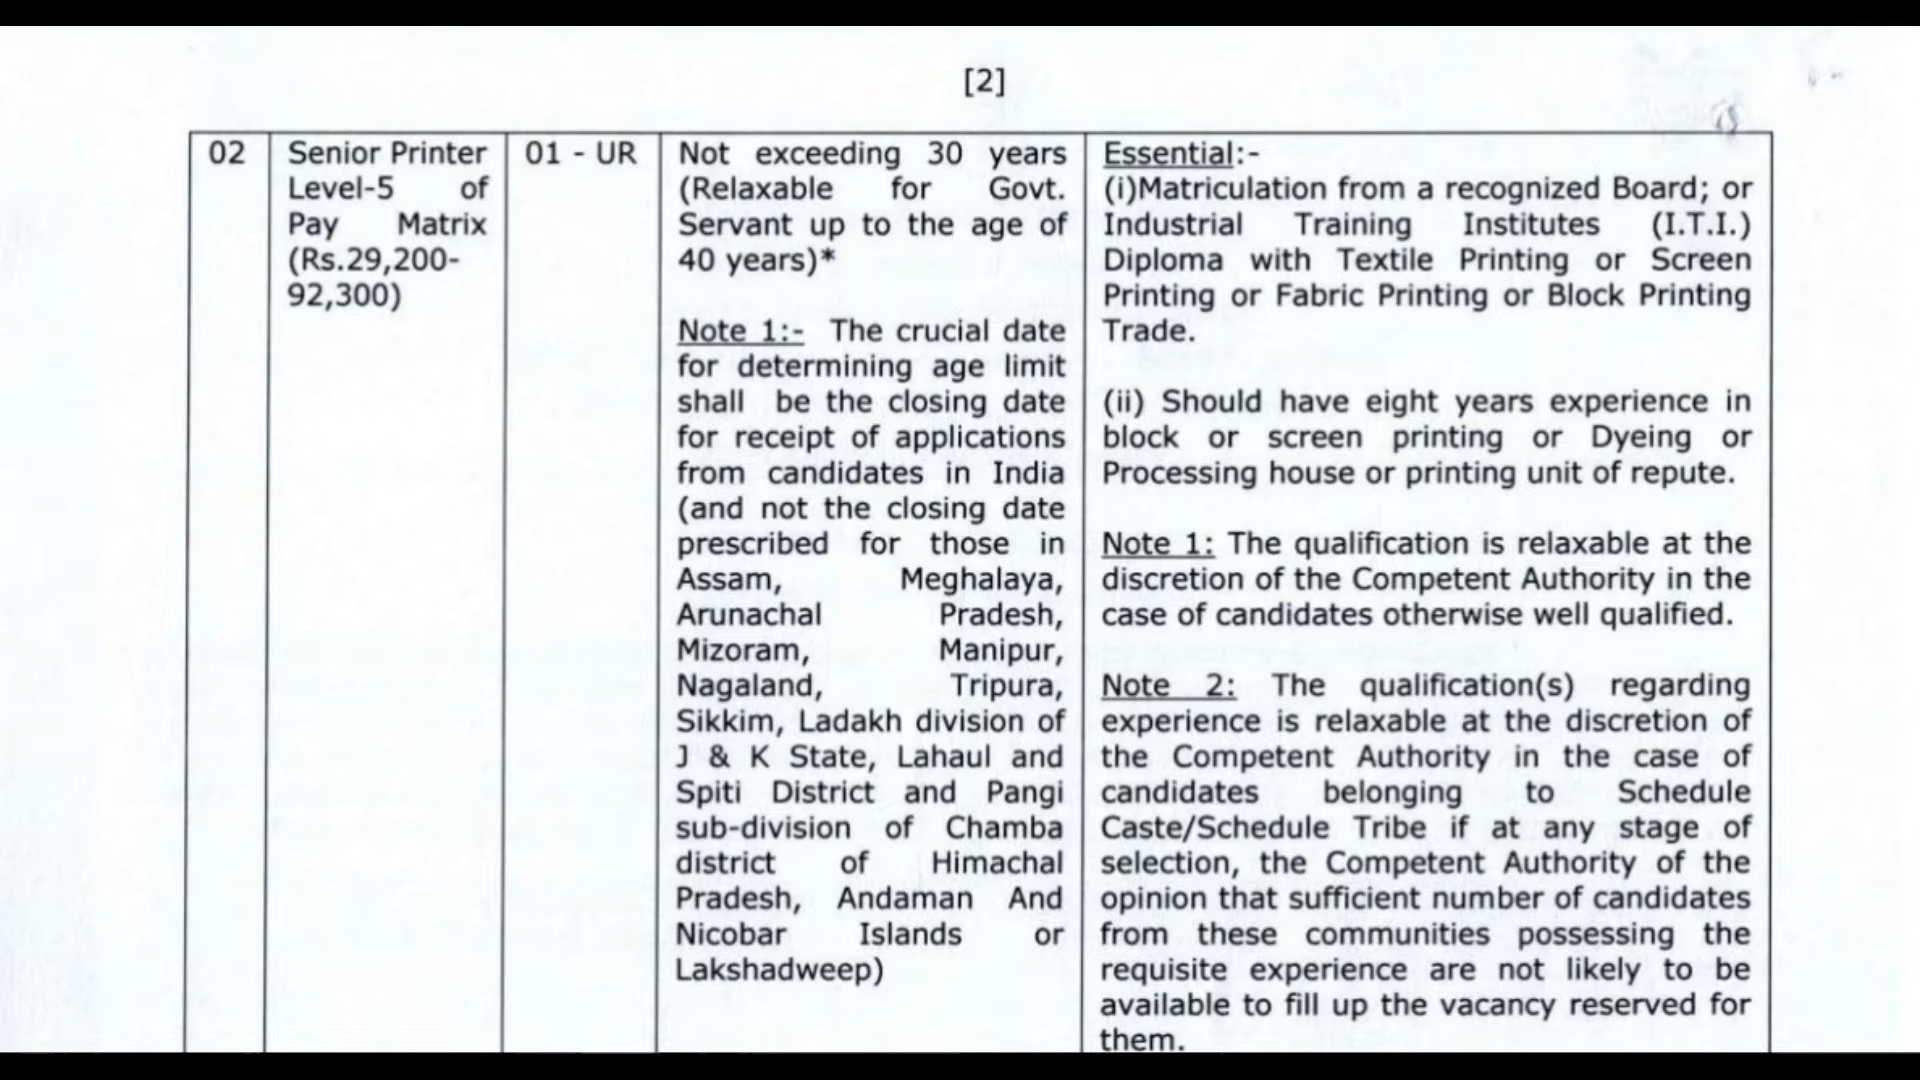 [2]
02
Senior Printer
Level-5 of
Pay Matrix
(Rs.29,200-
92,300)
01 - UR
Not exceeding 30 years
(Relaxable for Govt.
Servant up to the age of
40 years)*
Note 1:- The crucial date
for determining age limit
shall be the closing date
for receipt of applications
from candidates in India
(and not the closing date
prescribed for those in
Assam, Meghalaya,
Arunachal Pradesh,
Mizoram, Manipur,
Nagaland, Tripura,
Sikkim, Ladakh division of
J & K State, Lahaul and
Spiti District and Pangi
sub-division of Chamba
district of Himachal
Pradesh, Andaman And
Nicobar Islands or
Lakshadweep)
Essential:-
(i)Matriculation from a recognized Board; or
Industrial Training Institutes (I.T.I.)
Diploma with Textile Printing or Screen
Printing or Fabric Printing or Block Printing
Trade.
(ii) Should have eight years experience in
block or screen printing or Dyeing or
Processing house or printing unit of repute.
Note 1: The qualification is relaxable at the
discretion of the Competent Authority in the
case of candidates otherwise well qualified.
Note 2: The qualification(s) regarding
experience is relaxable at the discretion of
the Competent Authority in the case of
candidates belonging to Schedule
Caste/Schedule Tribe if at any stage of
selection, the Competent Authority of the
opinion that sufficient number of candidates
from these communities possessing the
requisite experience are not likely to be
available to fill up the vacancy reserved for
them.